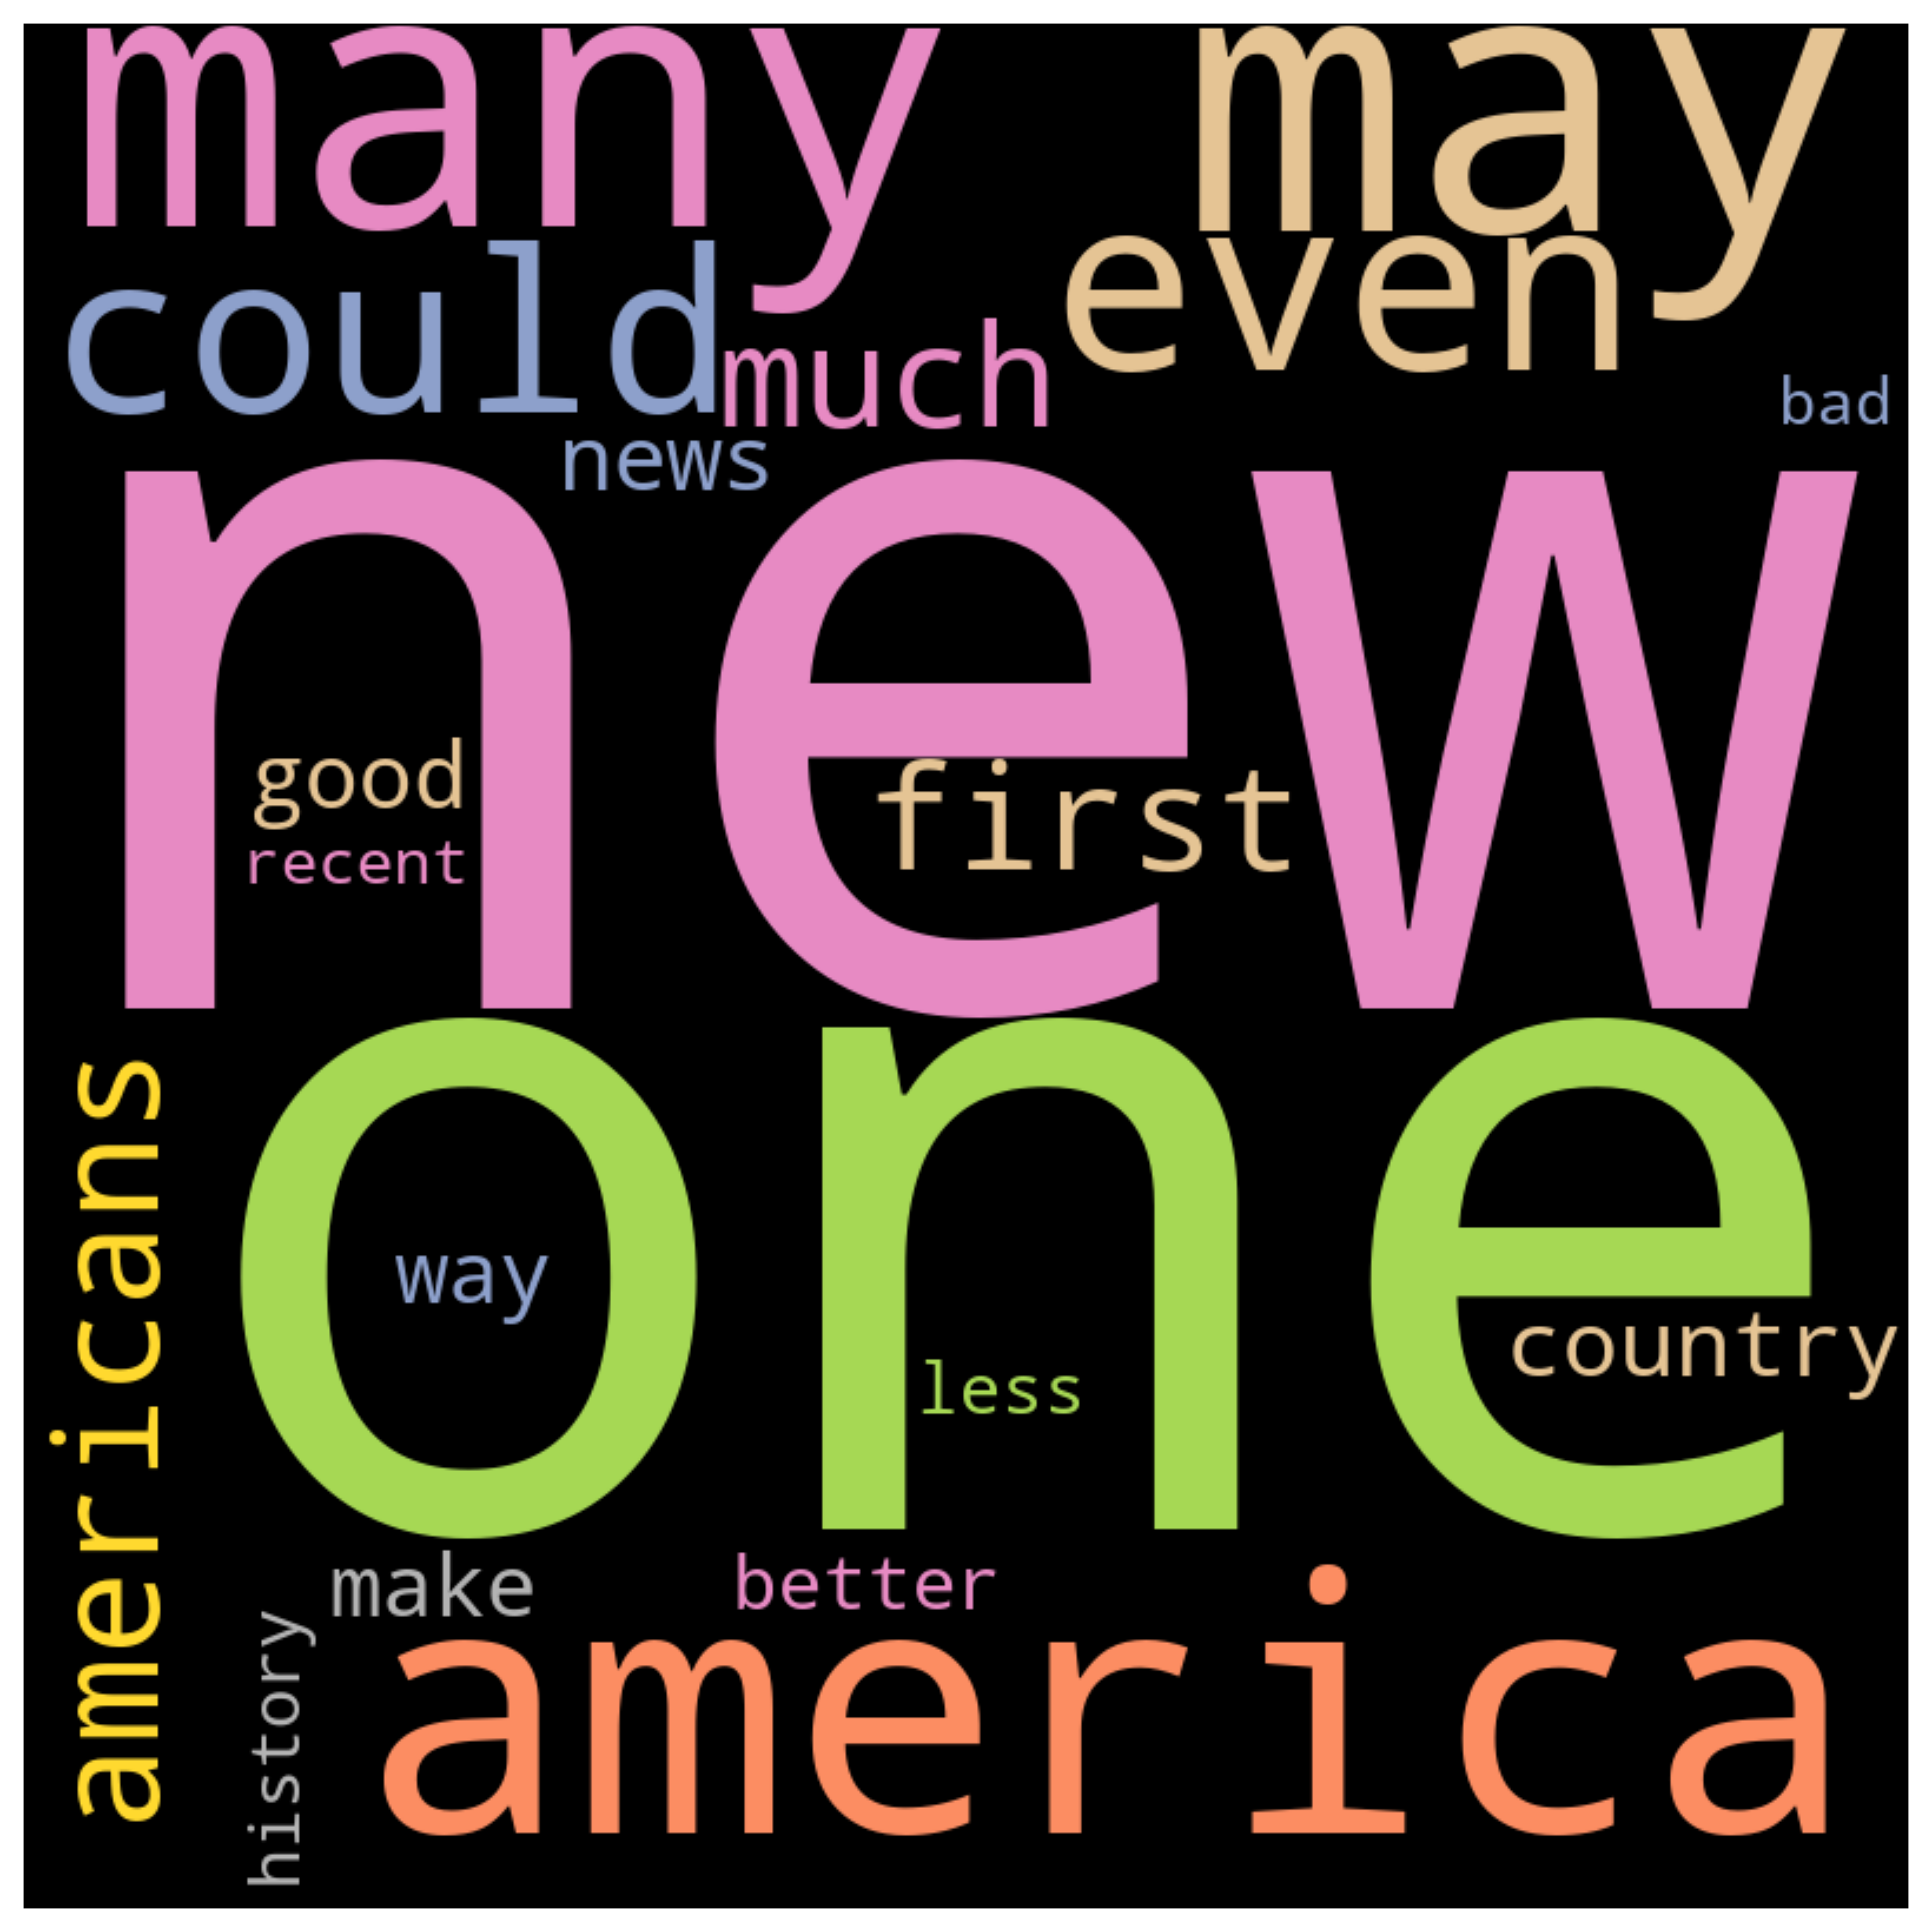 many may
could even
much
bad
news
new
good first
recent
one
americans
way
country
less
make better
history
america